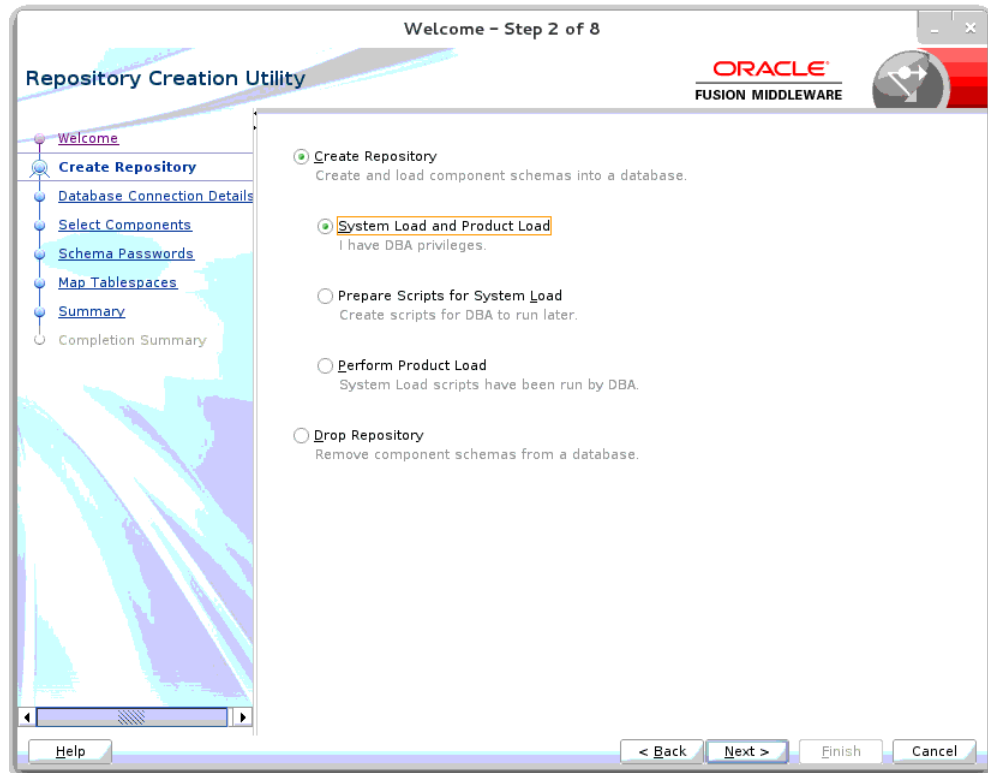 Welcome - Step 2 of 8
Repository Creation Utility
ORACLE
FUSION MIDDLEWARE
Welcome
Create Repository
Database Connection Details
Select Components
Schema Passwords
Map Tablespaces
Summary
Completion Summary
Create Repository
Create and load component schemas into a database.
System Load and Product Load
I have DBA privileges.
Prepare Scripts for System Load
Create scripts for DBA to run later.
Perform Product Load
System Load scripts have been run by DBA.
Drop Repository
Remove component schemas from a database.
Help
< Back
Next >
Finish
Cancel